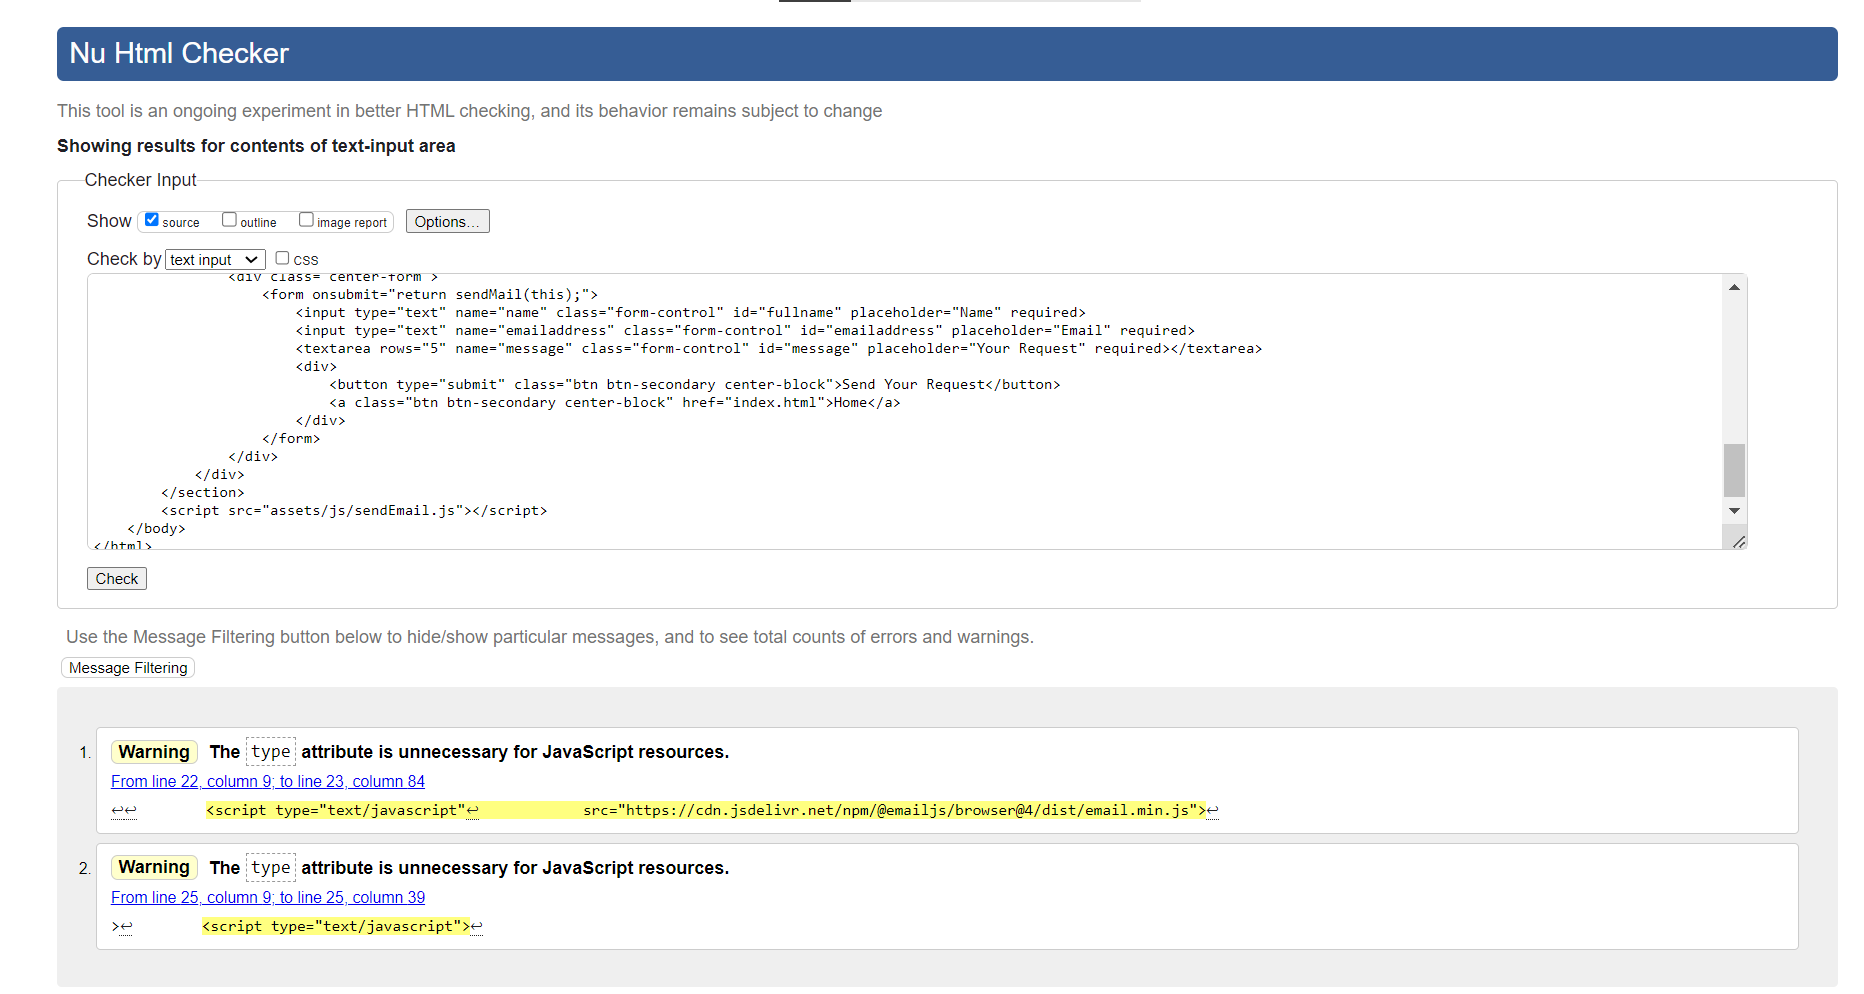 Nu Html Checker
This tool is an ongoing experiment in better HTML checking, and its behavior remains subject to change
Showing results for contents of text-input area
Checker Input
Show source outline image report Options...
Check by text input css
<div class="center-form">
<form onsubmit="return sendMail(this);">
<input type="text" name="name" class="form-control" id="fullname" placeholder="Name" required>
<input type="text" name="emailaddress" class="form-control" id="emailaddress" placeholder="Email" required>
<textarea rows="5" name="message" class="form-control" id="message" placeholder="Your Request" required></textarea>
<div>
<button type="submit" class="btn btn-secondary center-block">Send Your Request</button>
<a class="btn btn-secondary center-block" href="index.html">Home</a>
</div>
</form>
</div>
</div>
</section>
<script src="assets/js/sendEmail.js"></script>
</body>
</html>
Check
Use the Message Filtering button below to hide/show particular messages, and to see total counts of errors and warnings.
Message Filtering
1. Warning The type attribute is unnecessary for JavaScript resources.
From line 22, column 9; to line 23, column 84
↩↩ <script type="text/javascript"↩ src="https://cdn.jsdelivr.net/npm/@emailjs/browser@4/dist/email.min.js">↩
2. Warning The type attribute is unnecessary for JavaScript resources.
From line 25, column 9; to line 25, column 39
>↩ <script type="text/javascript">↩